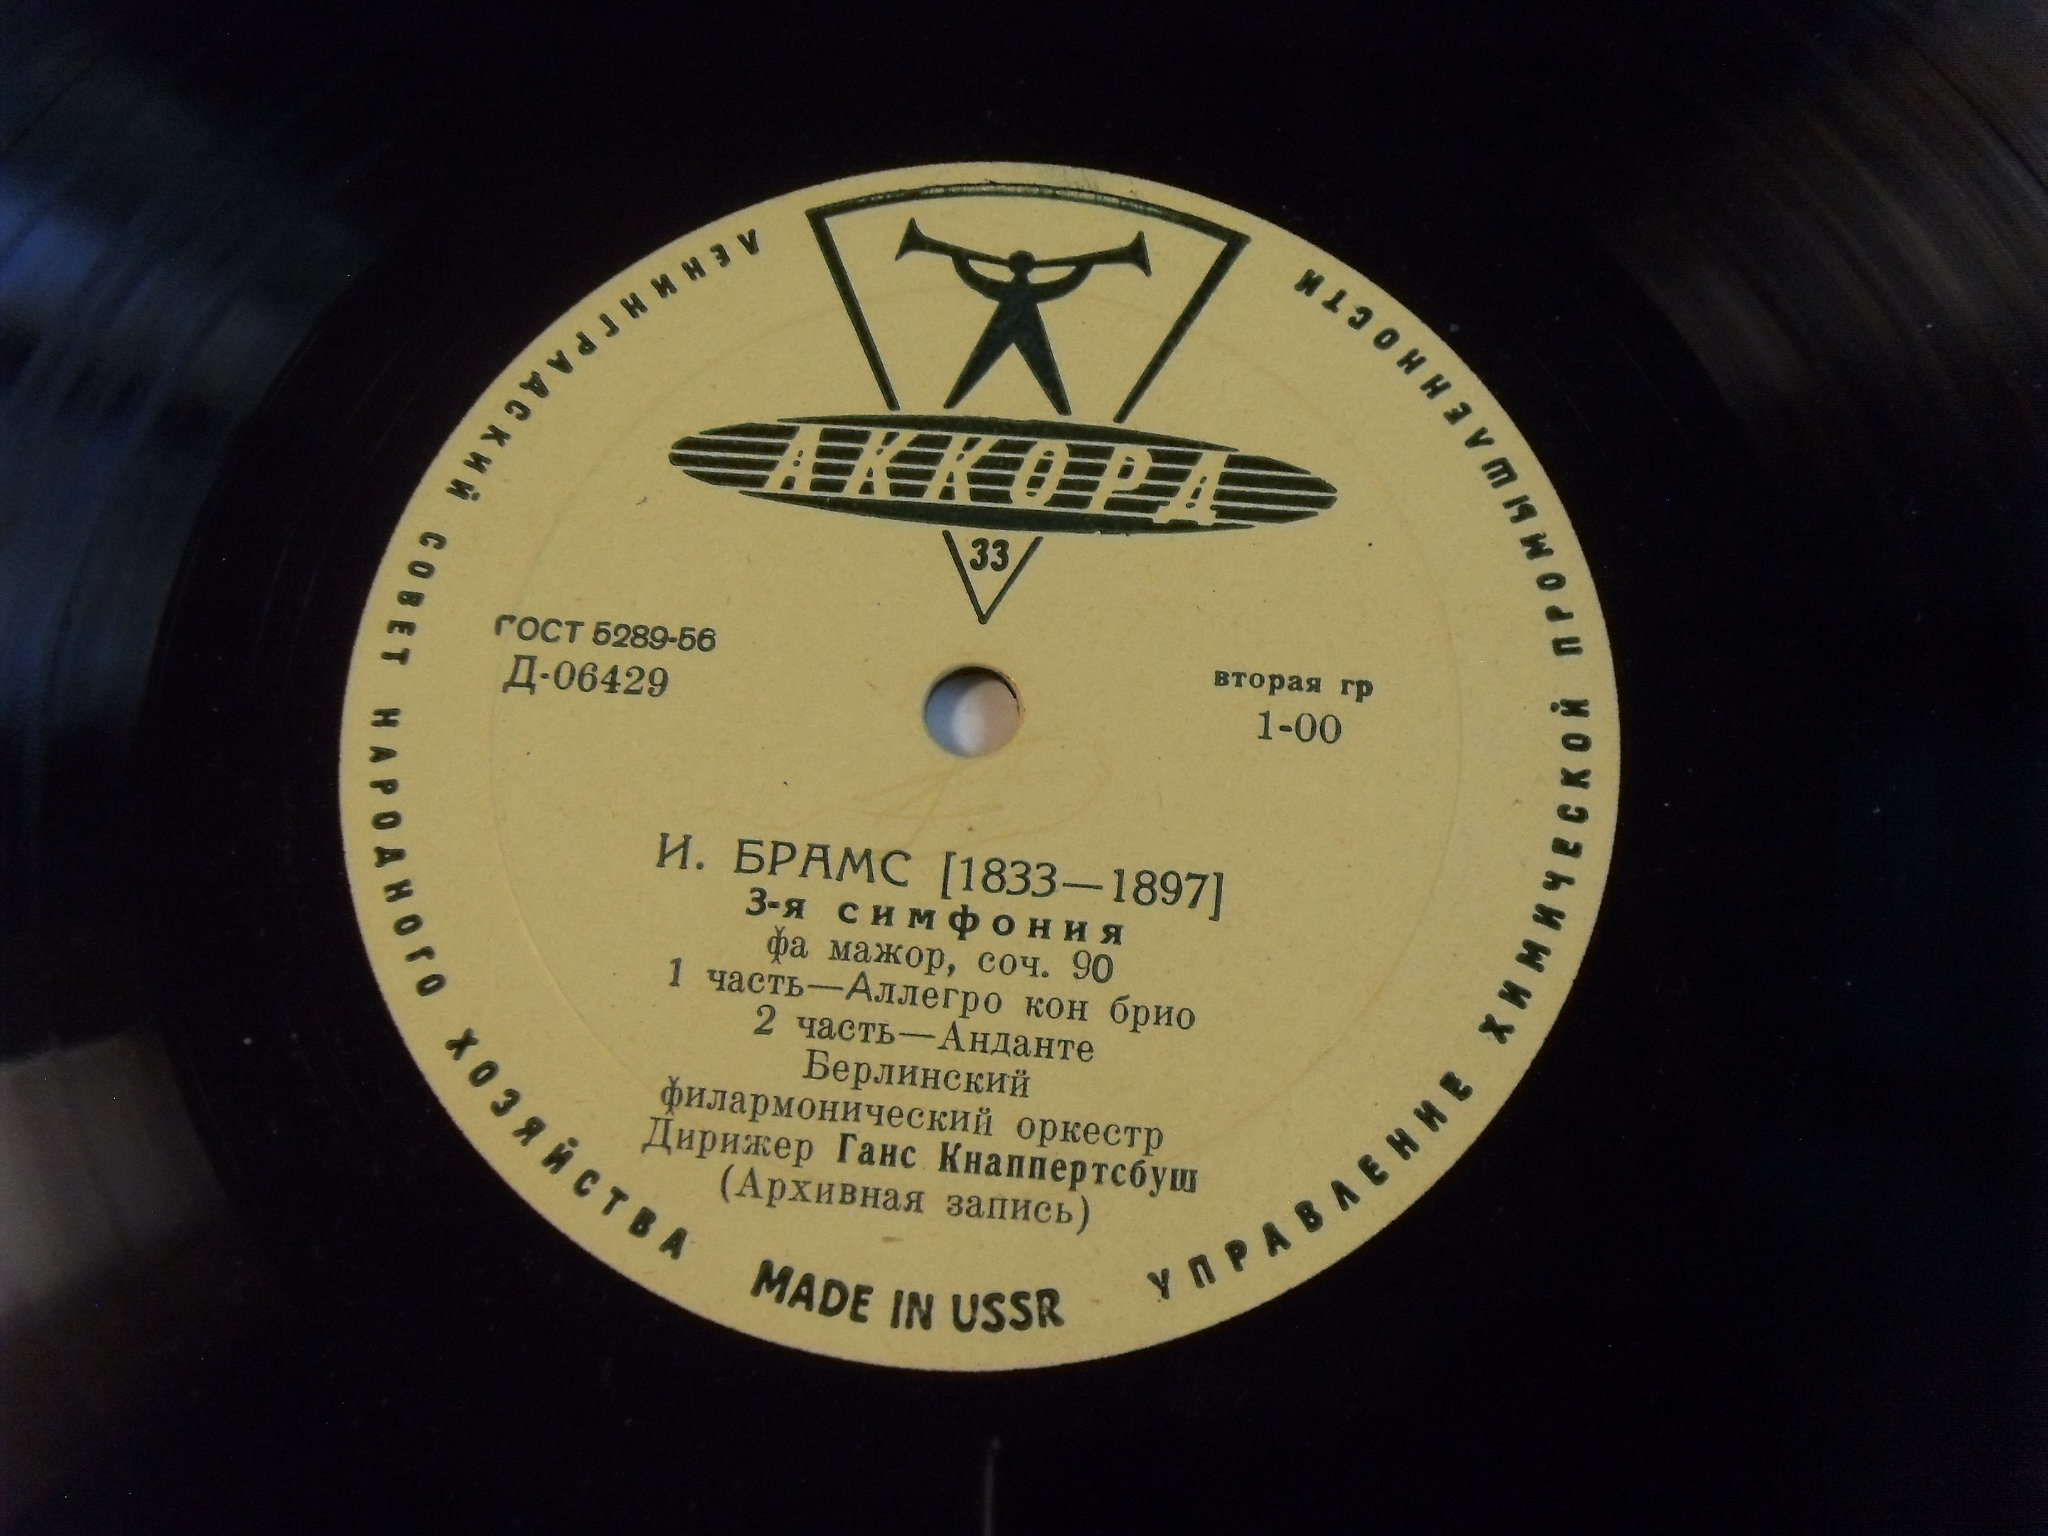 ЛЕНИНГРАДСКИЙ СОВЕТ НАРОДНОГО ХОЗЯЙСТВА
УПРАВЛЕНИЕ ХИМИЧЕСКОЙ ПРОМЫШЛЕННОСТИ
АККОРД
33
ГОСТ 5289-56
Д-06429
вторая гр
1-00
И. БРАМС [1833—1897]
3-я симфония
фа мажор, соч. 90
1 часть—Аллегро кон брио
2 часть—Анданте
Берлинский
филармонический оркестр
Дирижер Ганс Кнаппертсбуш
(Архивная запись)
MADE IN USSR